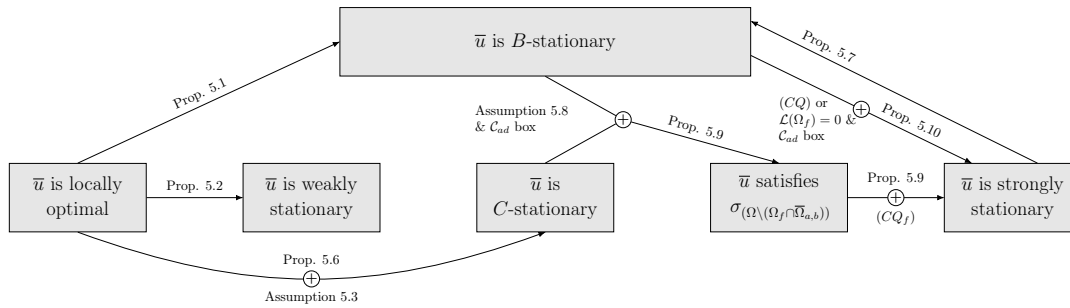 u̅ is B-stationary
Prop. 5.1
Prop. 5.7
Assumption 5.8
& 𝒞_ad box
Prop. 5.9
(CQ) or
ℒ(Ω_f) = 0 &
𝒞_ad box
Prop. 5.10
u̅ is locally
optimal
Prop. 5.2
u̅ is weakly
stationary
u̅ is
C-stationary
u̅ satisfies
σ_(Ω\(Ω_f∩Ω̅_a,b))
Prop. 5.9
(CQ_f)
u̅ is strongly
stationary
Prop. 5.6
Assumption 5.3